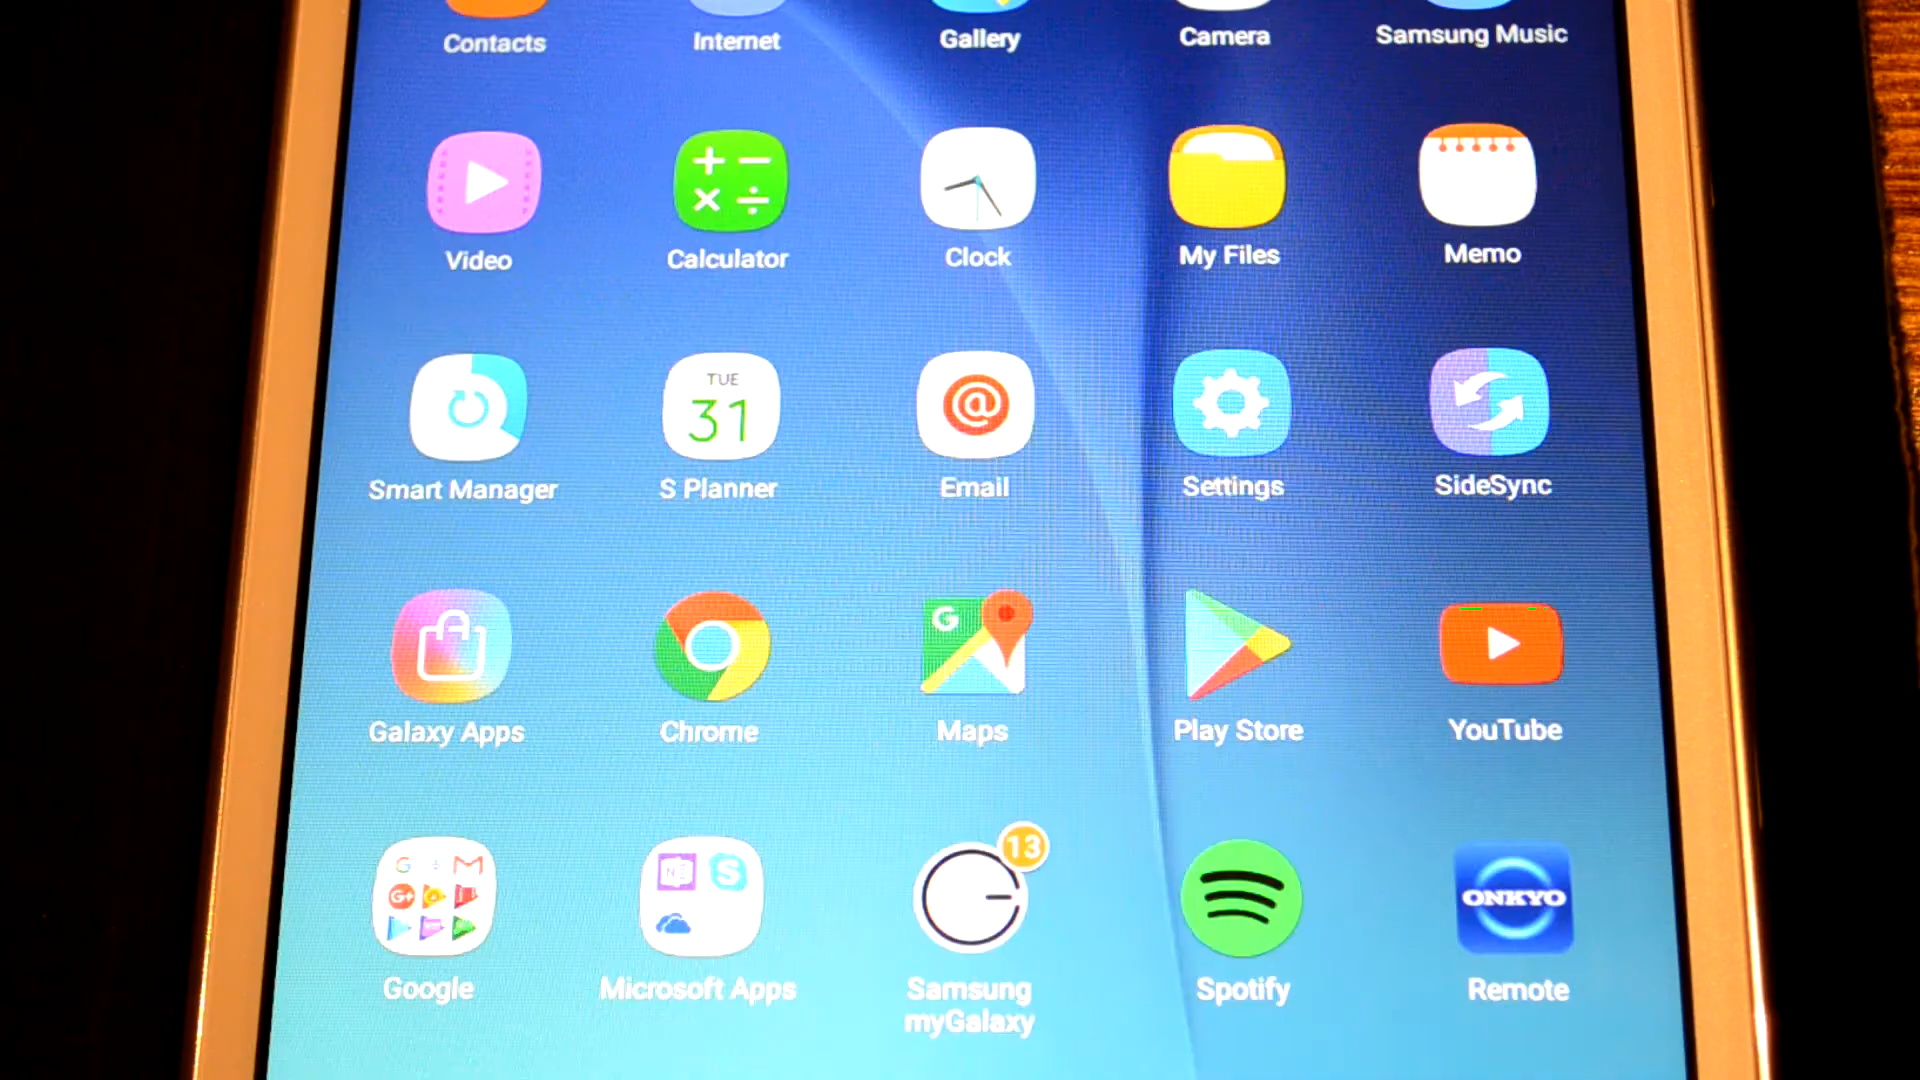 Contacts
Internet
Gallery
Camera
Samsung Music
Video
Calculator
Clock
My Files
Memo
TUE
31
Smart Manager
S Planner
Email
Settings
SideSync
G
Galaxy Apps
Chrome
Maps
Play Store
YouTube
13
ONKYO
Google
Microsoft Apps
Samsung
myGalaxy
Spotify
Remote